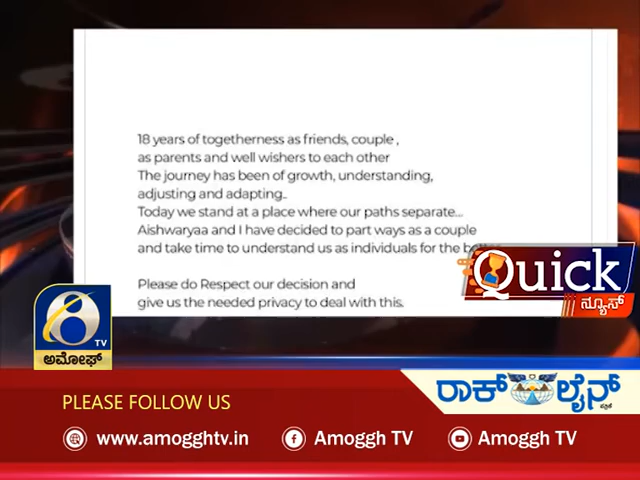 18 years of togetherness as friends, couple ,
as parents and well wishers to each other
The journey has been of growth, understanding,
adjusting and adapting..
Today we stand at a place where our paths separate...
Aishwaryaa and I have decided to part ways as a couple
and take time to understand us as individuals for the
Please do Respect our decision and
give us the needed privacy to deal with this.
Quick
ನ್ಯೂಸ್
TV
ಅಮೋಘ್
ರಾಕ್ ಲೈನ್
PLEASE FOLLOW US
www.amogghtv.in
Amoggh TV
Amoggh TV